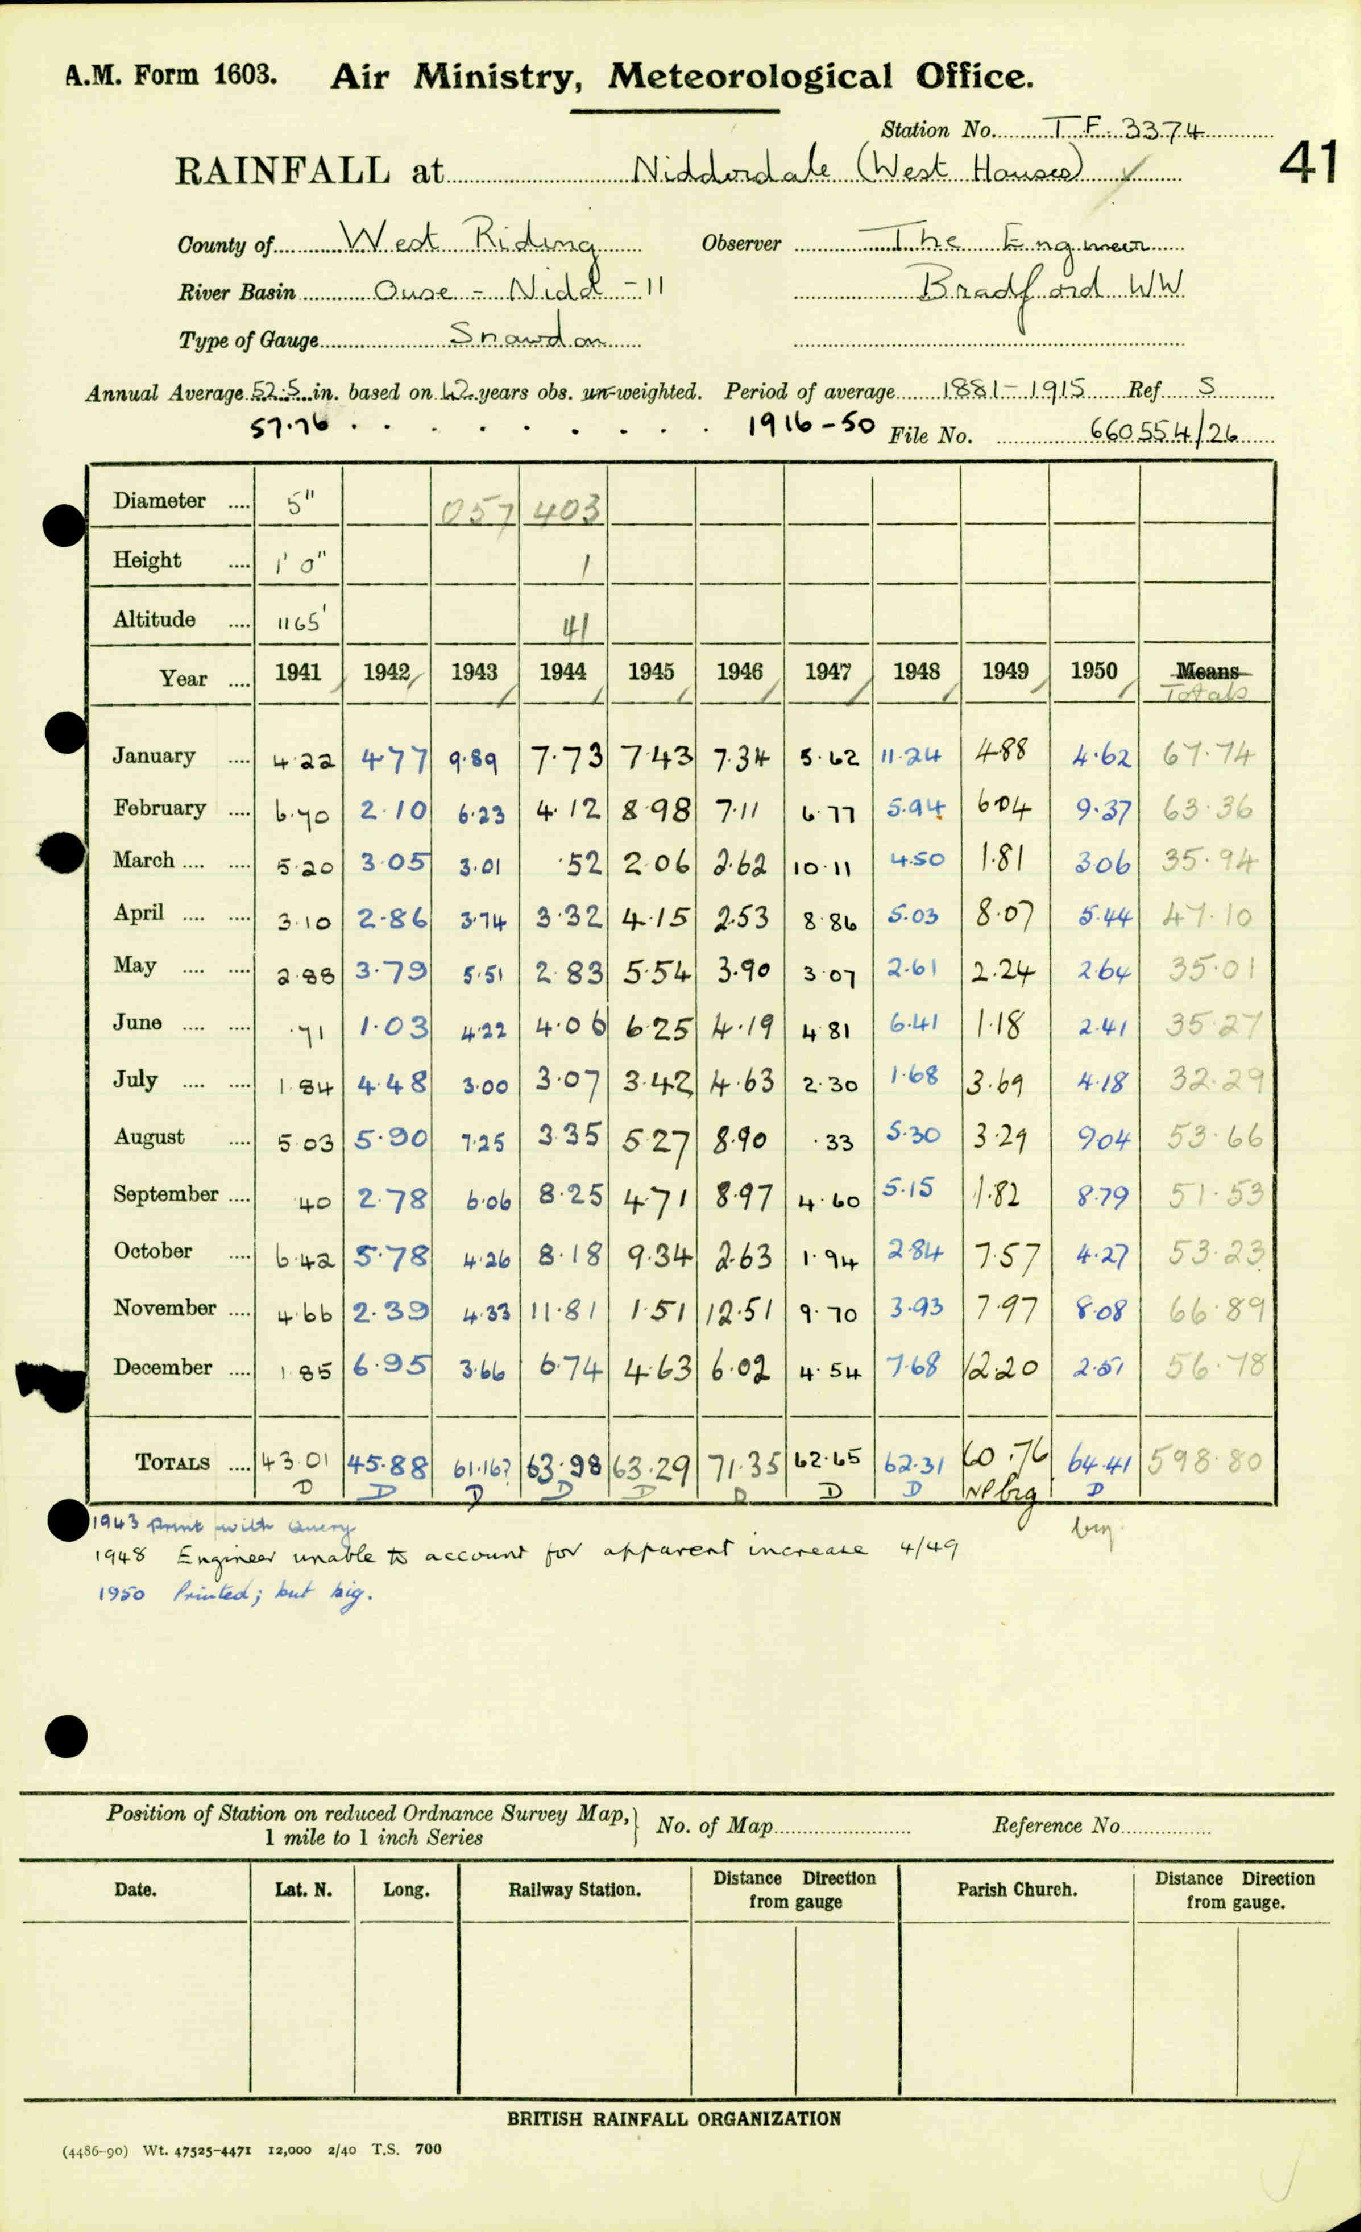 A.M. Form 1603. Air Ministry, Meteorological Office.
Station No. T.F. 3374
41
RAINFALL at Nidderdale (West Houses) ✓
County of West Riding Observer The Engineer
River Basin Ouse - Nidd - 11 Bradford WW
Type of Gauge Snowdon
Annual Average 52.5 in. based on 42 years obs. un-weighted. Period of average 1881-1915 Ref S
57.76 . . . . . . . . . 1916-50 File No. 660554/26
Diameter .... 5" 057 403
Height .... 1' 0" 1
Altitude .... 1165' 41
Year .... 1941 1942 1943 1944 1945 1946 1947 1948 1949 1950 Means
Totals
January .... 4.22 4.77 9.89 7.73 7.43 7.34 5.62 11.24 4.88 4.62 67.74
February .... 6.70 2.10 6.23 4.12 8.98 7.11 6.77 5.94 6.04 9.37 63.36
March .... .... 5.20 3.05 3.01 .52 2.06 2.62 10.11 4.50 1.81 3.06 35.94
April .... .... 3.10 2.86 3.74 3.32 4.15 2.53 8.86 5.03 8.07 5.44 47.10
May .... .... 2.88 3.79 5.51 2.83 5.54 3.90 3.07 2.61 2.24 2.64 35.01
June .... .... .71 1.03 4.22 4.06 6.25 4.19 4.81 6.41 1.18 2.41 35.27
July .... .... 1.84 4.48 3.00 3.07 3.42 4.63 2.30 1.68 3.69 4.18 32.29
August .... 5.03 5.90 7.25 3.35 5.27 8.90 .33 5.30 3.29 9.04 53.66
September .... .40 2.78 6.06 8.25 4.71 8.97 4.60 5.15 1.82 8.79 51.53
October .... 6.42 5.78 4.26 8.18 9.34 2.63 1.94 2.84 7.57 4.27 53.23
November .... 4.66 2.39 4.33 11.81 1.51 12.51 9.70 3.93 7.97 8.08 66.89
December .... 1.85 6.95 3.66 6.74 4.63 6.02 4.54 7.68 12.20 2.51 56.78
TOTALS .... 43.01 45.88 61.16? 63.98 63.29 71.35 62.65 62.31 60.76 64.41 598.80
D D D D D D D D NP big D
1943 print with Query big
1948 Engineer unable to account for apparent increase 4/49
1950 Printed; but big.
Position of Station on reduced Ordnance Survey Map, } No. of Map Reference No.
1 mile to 1 inch Series
Date. Lat. N. Long. Railway Station. Distance Direction from gauge Parish Church. Distance Direction from gauge.
BRITISH RAINFALL ORGANIZATION
(4486-90) Wt. 47525-4471 12,000 2/40 T.S. 700